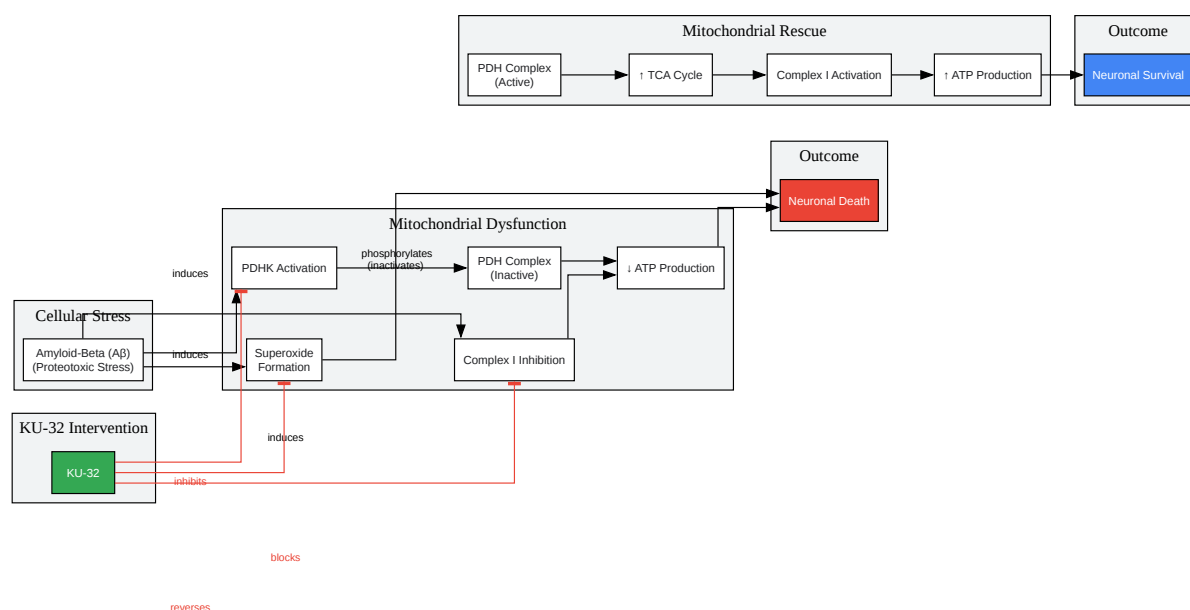 Mitochondrial Rescue
PDH Complex
(Active)
↑ TCA Cycle
Complex I Activation
↑ ATP Production
Outcome
Neuronal Survival
Outcome
Neuronal Death
Mitochondrial Dysfunction
PDHK Activation
phosphorylates
(inactivates)
PDH Complex
(Inactive)
↓ ATP Production
induces
Cellular Stress
Amyloid-Beta (Aβ)
(Proteotoxic Stress)
induces
Superoxide
Formation
Complex I Inhibition
KU-32 Intervention
KU-32
induces
inhibits
blocks
reverses